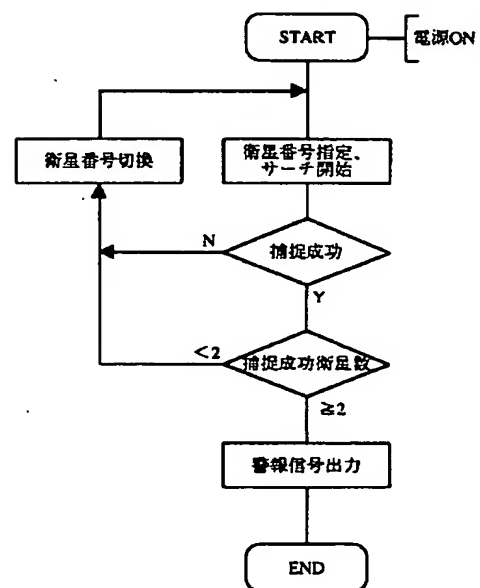 START
電源ON
衛星番号切換
衛星番号指定、
サーチ開始
N
捕捉成功
Y
<2
捕捉成功衛星数
≧2
警報信号出力
END